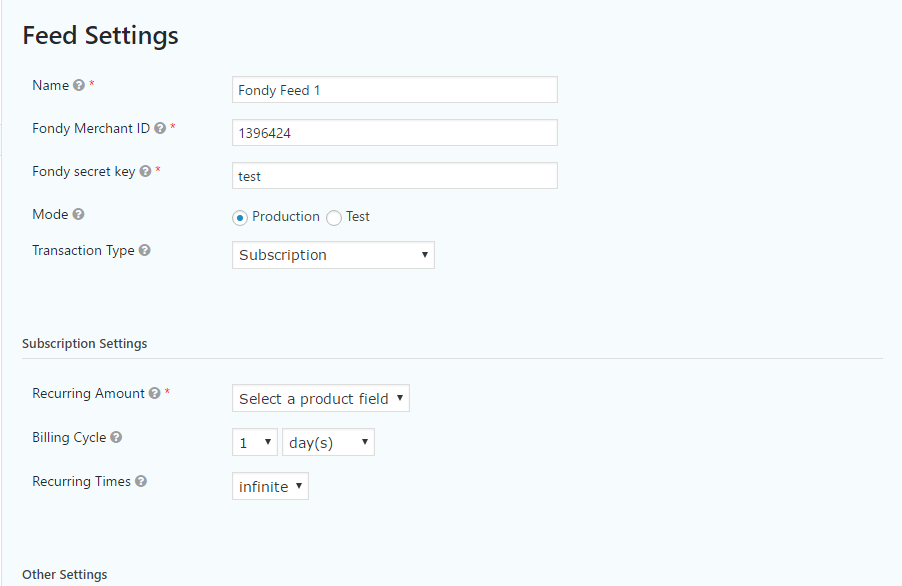 Feed Settings
Name ? * Fondy Feed 1
Fondy Merchant ID ? * 1396424
Fondy secret key ? * test
Mode ? Production Test
Transaction Type ? Subscription
Subscription Settings
Recurring Amount ? * Select a product field
Billing Cycle ? 1 day(s)
Recurring Times ? infinite
Other Settings